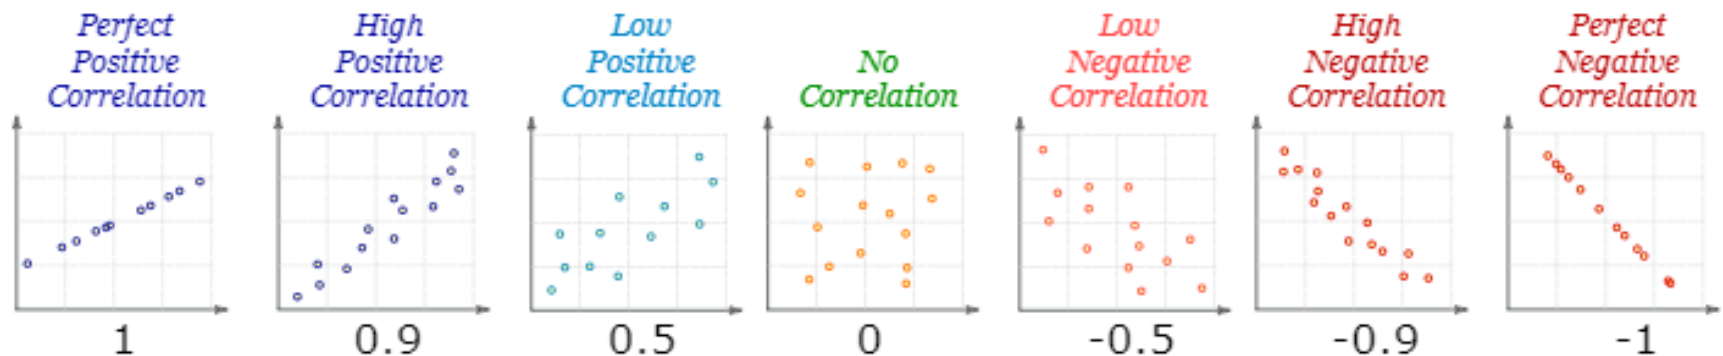 Perfect
Positive
Correlation
High
Positive
Correlation
Low
Positive
Correlation
No
Correlation
Low
Negative
Correlation
High
Negative
Correlation
Perfect
Negative
Correlation
1
0.9
0.5
0
-0.5
-0.9
-1